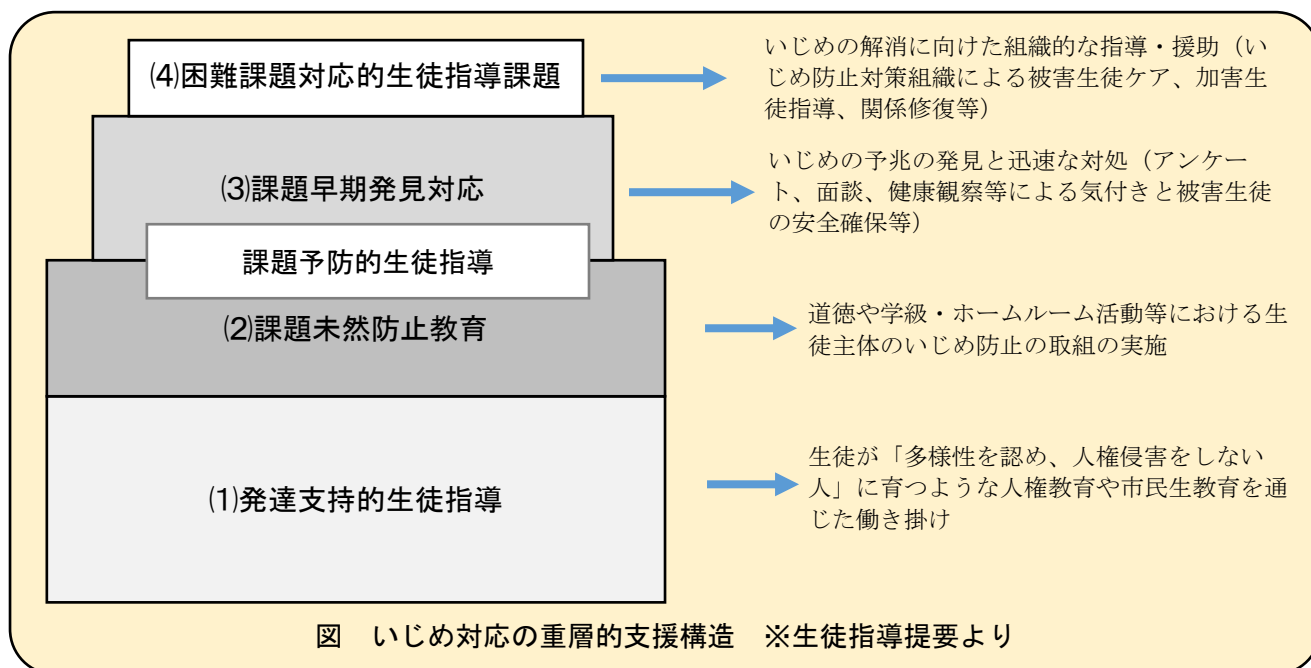 ⑷困難課題対応的生徒指導課題
いじめの解消に向けた組織的な指導・援助（い
じめ防止対策組織による被害生徒ケア、加害生
徒指導、関係修復等）
⑶課題早期発見対応
いじめの予兆の発見と迅速な対処（アンケー
ト、面談、健康観察等による気付きと被害生徒
の安全確保等）
課題予防的生徒指導
⑵課題未然防止教育
道徳や学級・ホームルーム活動等における生
徒主体のいじめ防止の取組の実施
⑴発達支持的生徒指導
生徒が「多様性を認め、人権侵害をしない
人」に育つような人権教育や市民生教育を通
じた働き掛け
図　いじめ対応の重層的支援構造　※生徒指導提要より